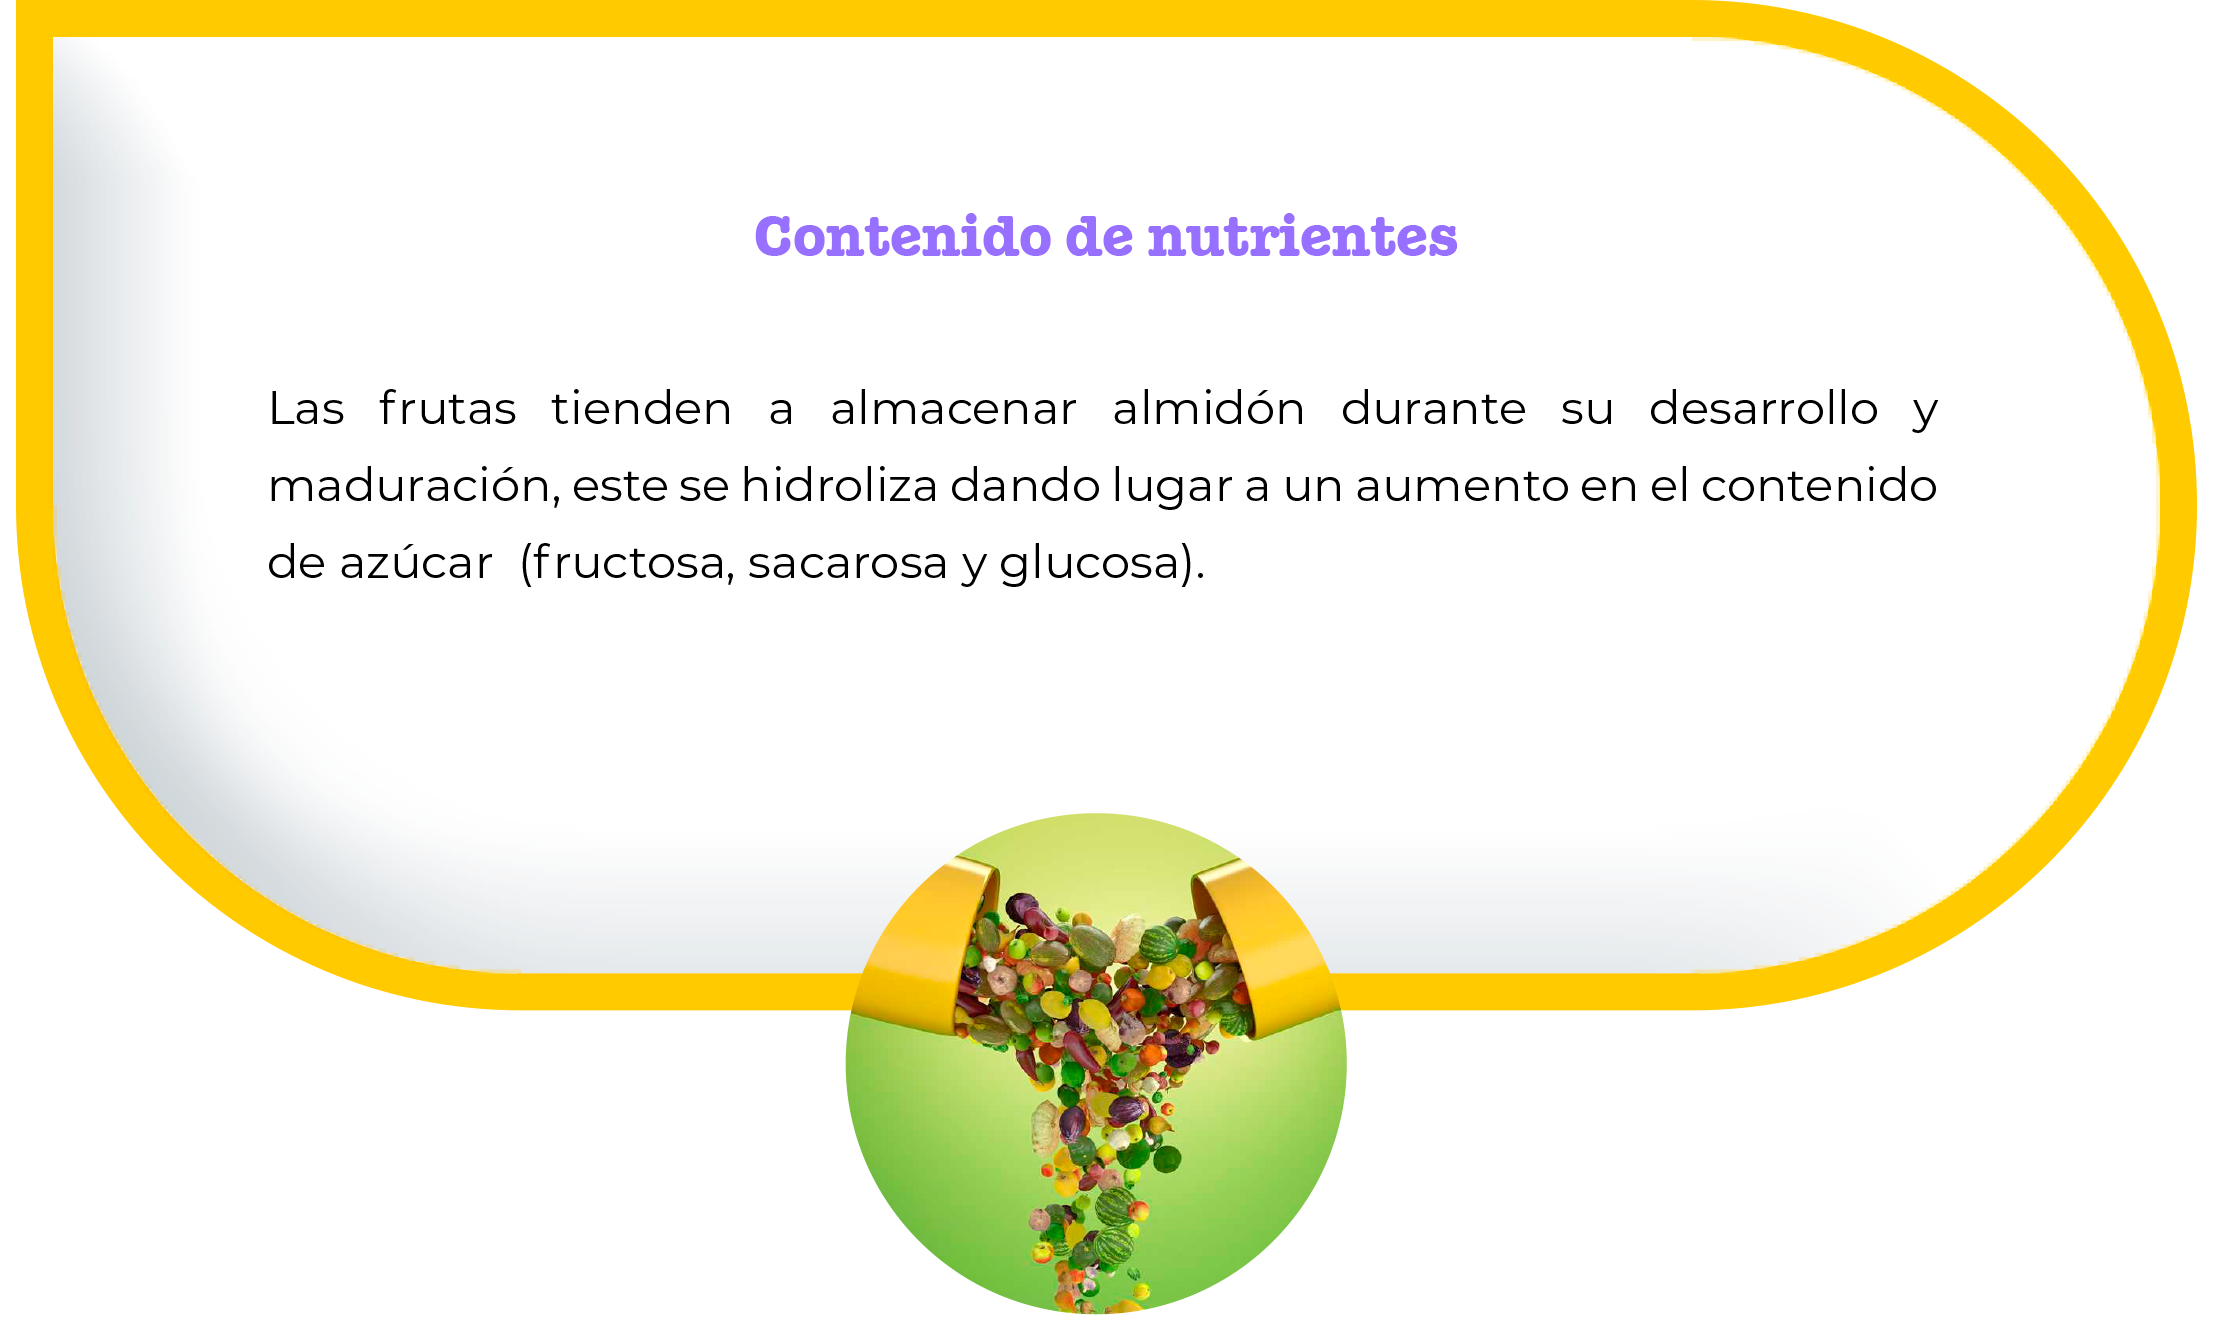 Contenido de nutrientes
Las frutas tienden a almacenar almidón durante su desarrollo y
maduración, este se hidroliza dando lugar a un aumento en el contenido
de azúcar (fructosa, sacarosa y glucosa).